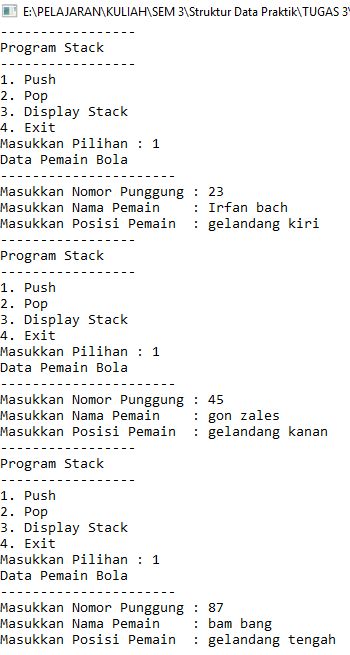 E:\PELAJARAN\KULIAH\SEM 3\Struktur Data Praktik\TUGAS 3\
-----------------
Program Stack
-----------------
1. Push
2. Pop
3. Display Stack
4. Exit
Masukkan Pilihan : 1
Data Pemain Bola
----------------------
Masukkan Nomor Punggung : 23
Masukkan Nama Pemain    : Irfan bach
Masukkan Posisi Pemain  : gelandang kiri
-----------------
Program Stack
-----------------
1. Push
2. Pop
3. Display Stack
4. Exit
Masukkan Pilihan : 1
Data Pemain Bola
----------------------
Masukkan Nomor Punggung : 45
Masukkan Nama Pemain    : gon zales
Masukkan Posisi Pemain  : gelandang kanan
-----------------
Program Stack
-----------------
1. Push
2. Pop
3. Display Stack
4. Exit
Masukkan Pilihan : 1
Data Pemain Bola
----------------------
Masukkan Nomor Punggung : 87
Masukkan Nama Pemain    : bam bang
Masukkan Posisi Pemain  : gelandang tengah